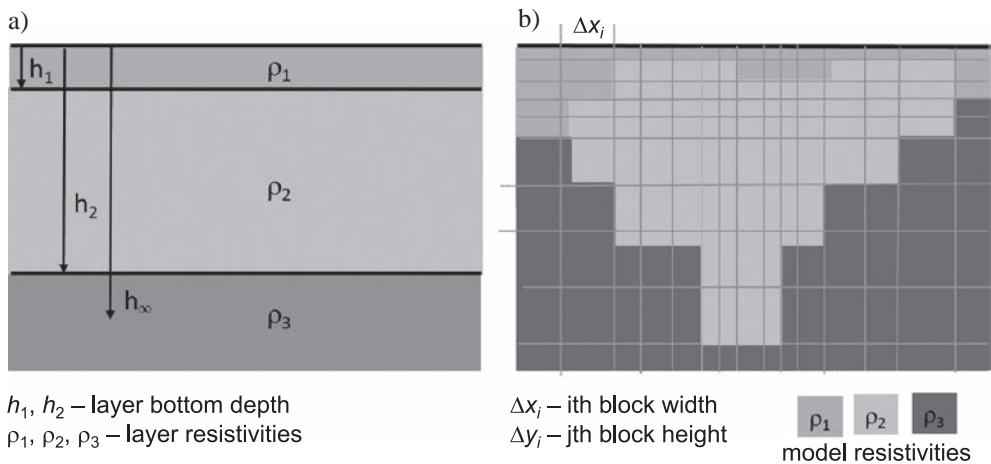 a)
h₁
ρ₁
h₂
ρ₂
h∞
ρ₃
h₁, h₂ – layer bottom depth
ρ₁, ρ₂, ρ₃ – layer resistivities
b)
Δxᵢ
Δxᵢ – ith block width
Δyᵢ – jth block height
ρ₁ ρ₂ ρ₃
model resistivities